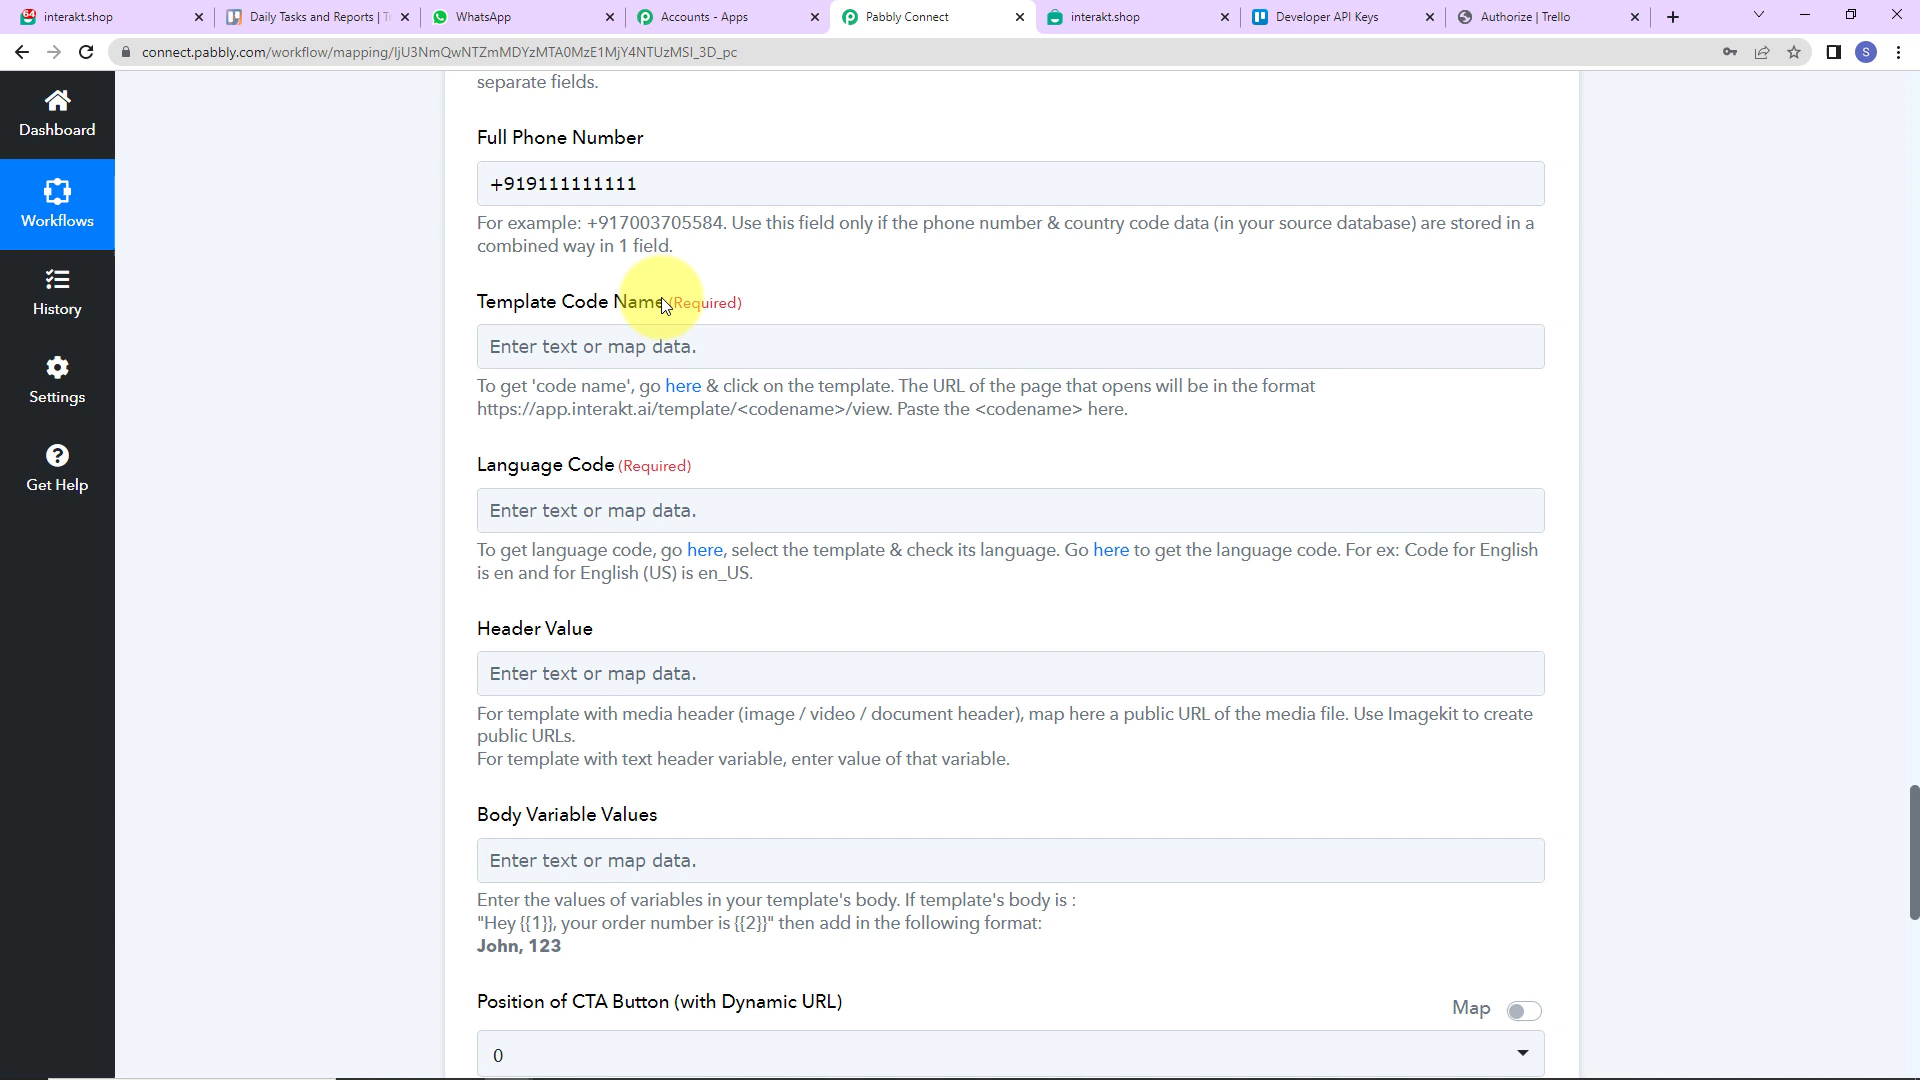 interakt.shop
Daily Tasks and Reports | T
WhatsApp
Accounts - Apps
Pabbly Connect
interakt.shop
Developer API Keys
Authorize | Trello
connect.pabbly.com/workflow/mapping/IjU3NmQwNTZmMDYzMTA0MzE1MjY4NTUzMSI_3D_pc
S
Dashboard
Workflows
History
Settings
Get Help
separate fields.
Full Phone Number
+919111111111
For example: +917003705584. Use this field only if the phone number & country code data (in your source database) are stored in a
combined way in 1 field.
Template Code Name (Required)
Enter text or map data.
To get 'code name', go here & click on the template. The URL of the page that opens will be in the format
https://app.interakt.ai/template/<codename>/view. Paste the <codename> here.
Language Code (Required)
Enter text or map data.
To get language code, go here, select the template & check its language. Go here to get the language code. For ex: Code for English
is en and for English (US) is en_US.
Header Value
Enter text or map data.
For template with media header (image / video / document header), map here a public URL of the media file. Use Imagekit to create
public URLs.
For template with text header variable, enter value of that variable.
Body Variable Values
Enter text or map data.
Enter the values of variables in your template's body. If template's body is :
"Hey {{1}}, your order number is {{2}}" then add in the following format:
John, 123
Position of CTA Button (with Dynamic URL)
Map
0